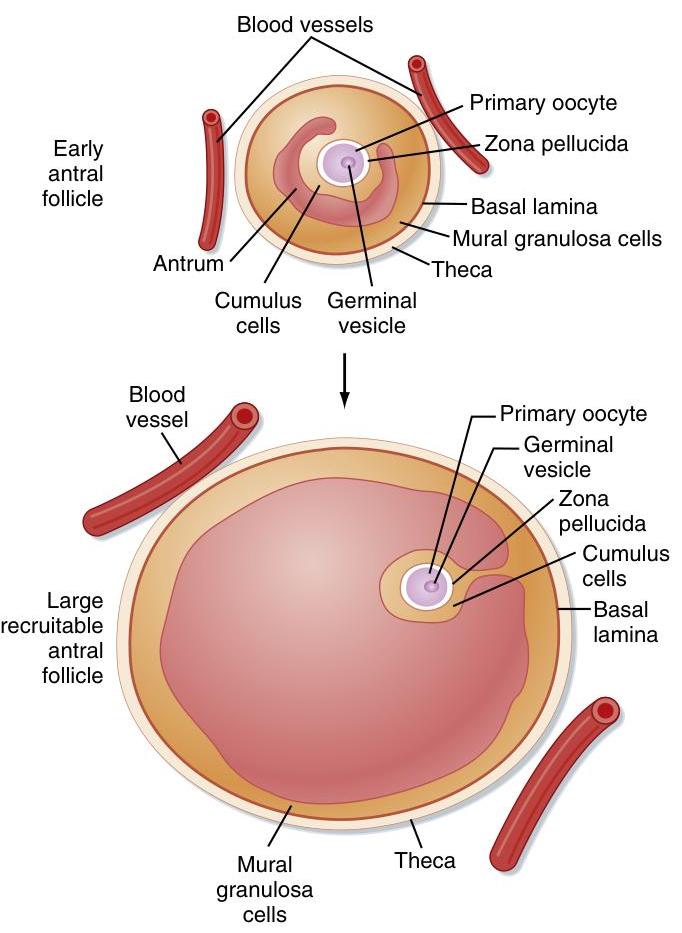 Blood vessels
Primary oocyte
Zona pellucida
Early
antral
follicle
Basal lamina
Mural granulosa cells
Antrum
Theca
Cumulus
cells
Germinal
vesicle
Blood
vessel
Primary oocyte
Germinal
vesicle
Zona
pellucida
Cumulus
cells
Large
recruitable
antral
follicle
Basal
lamina
Mural
granulosa
cells
Theca